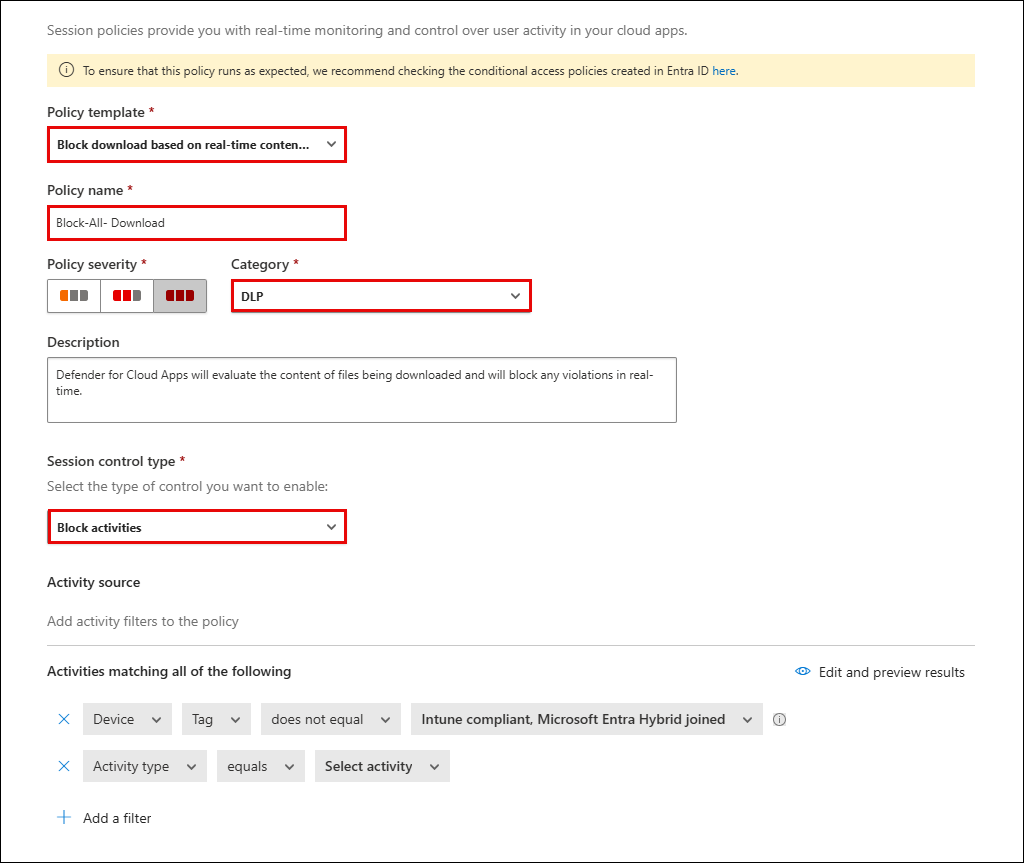 Session policies provide you with real-time monitoring and control over user activity in your cloud apps.
To ensure that this policy runs as expected, we recommend checking the conditional access policies created in Entra ID here.
Policy template *
Block download based on real-time conten...
Policy name *
Block-All- Download
Policy severity * Category *
DLP
Description
Defender for Cloud Apps will evaluate the content of files being downloaded and will block any violations in real-
time.
Session control type *
Select the type of control you want to enable:
Block activities
Activity source
Add activity filters to the policy
Activities matching all of the following Edit and preview results
Device Tag does not equal Intune compliant, Microsoft Entra Hybrid joined
Activity type equals Select activity
Add a filter